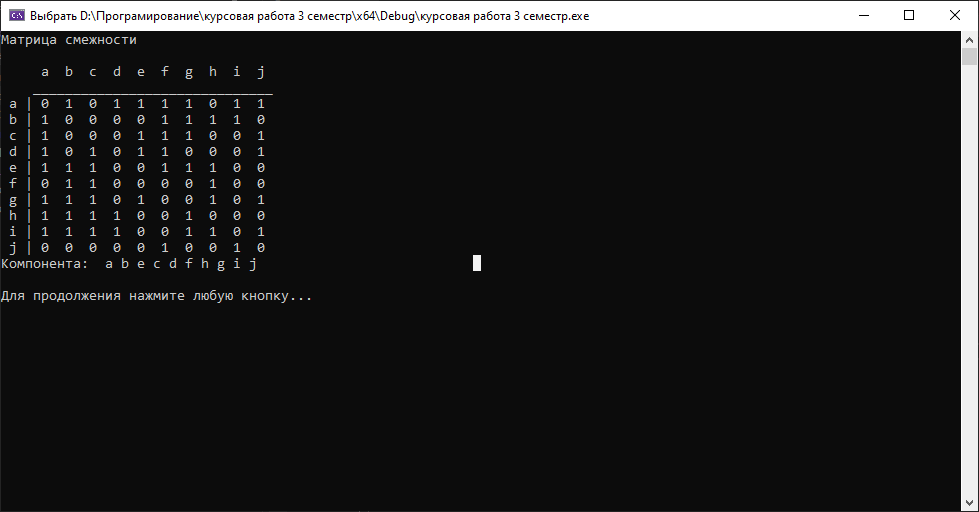 Выбрать D:\Програмирование\курсовая работа 3 семестр\x64\Debug\курсовая работа 3 семестр.exe
Матрица смежности
a b c d e f g h i j
a | 0 1 0 1 1 1 1 0 1 1
b | 1 0 0 0 0 1 1 1 1 0
c | 1 0 0 0 1 1 1 0 0 1
d | 1 0 1 0 1 1 0 0 0 1
e | 1 1 1 0 0 1 1 1 0 0
f | 0 1 1 0 0 0 0 1 0 0
g | 1 1 1 0 1 0 0 1 0 1
h | 1 1 1 1 0 0 1 0 0 0
i | 1 1 1 1 0 0 1 1 0 1
j | 0 0 0 0 0 1 0 0 1 0
Компонента: a b e c d f h g i j
Для продолжения нажмите любую кнопку...